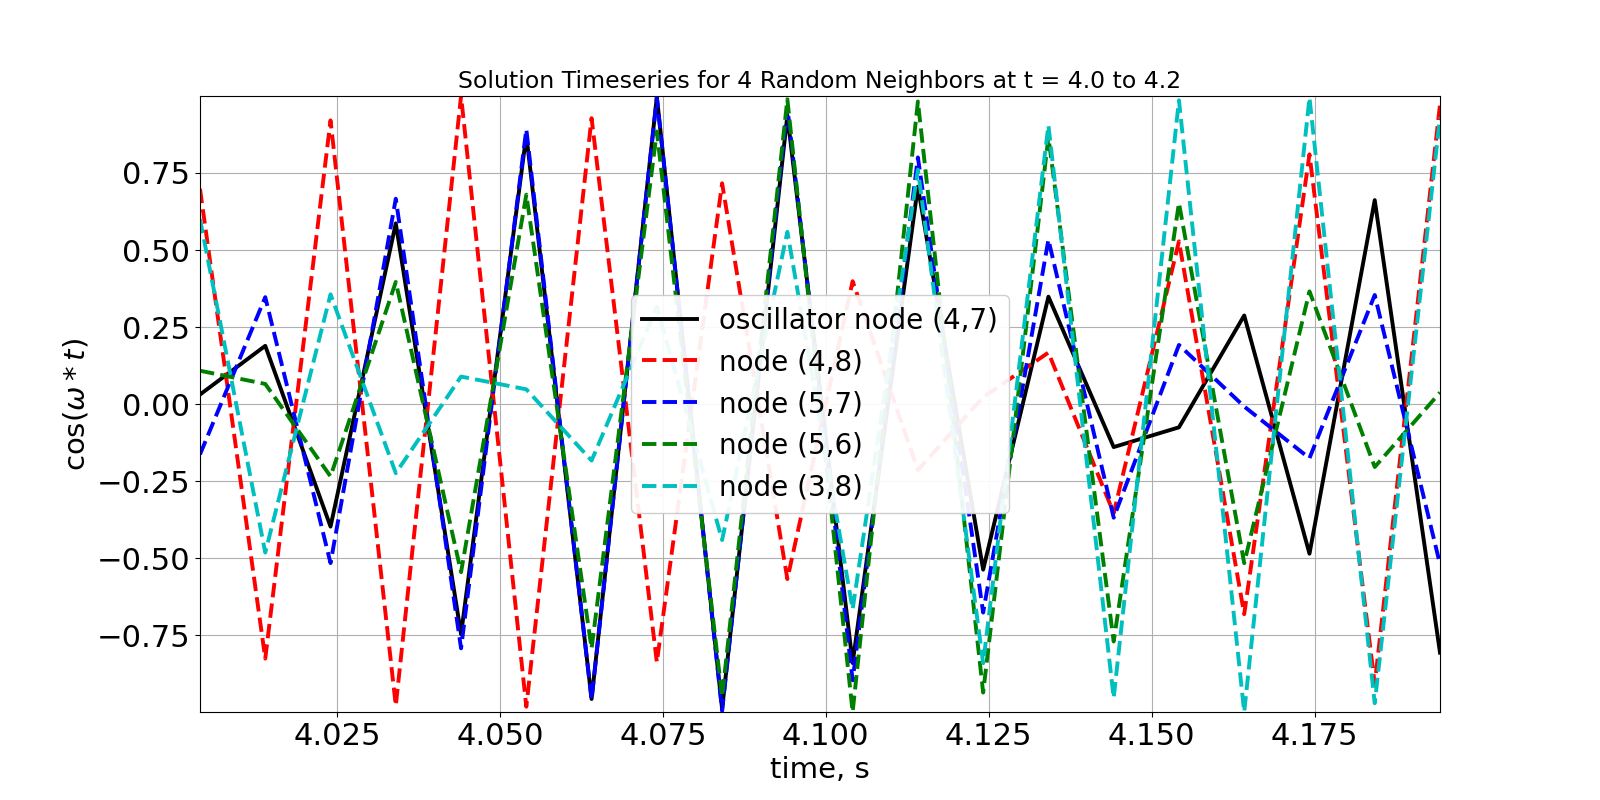 Solution Timeseries for 4 Random Neighbors at t = 4.0 to 4.2
cos(ω * t)
0.75
0.50
0.25
0.00
−0.25
−0.50
−0.75
oscillator node (4,7)
node (4,8)
node (5,7)
node (5,6)
node (3,8)
4.025 4.050 4.075 4.100 4.125 4.150 4.175
time, s